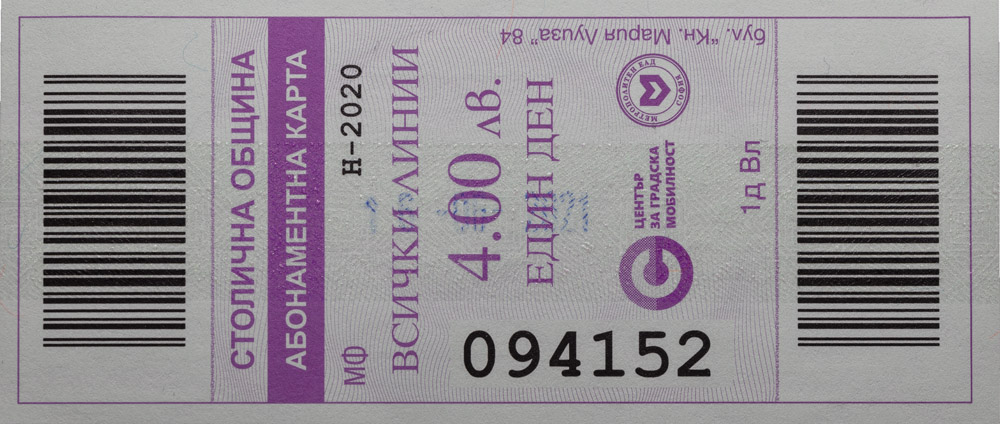 СТОЛИЧНА ОБЩИНА
АБОНАМЕНТНА КАРТА
МФ
Н-2020
ВСИЧКИ ЛИНИИ
4.00 ЛВ.
ЕДИН ДЕН
ЦЕНТЪР
ЗА ГРАДСКА
МОБИЛНОСТ
МЕТРОПОЛИТЕН ЕАД
СОФИЯ
1д Вл
бул. "Кн. Мария Луиза" 84
094152